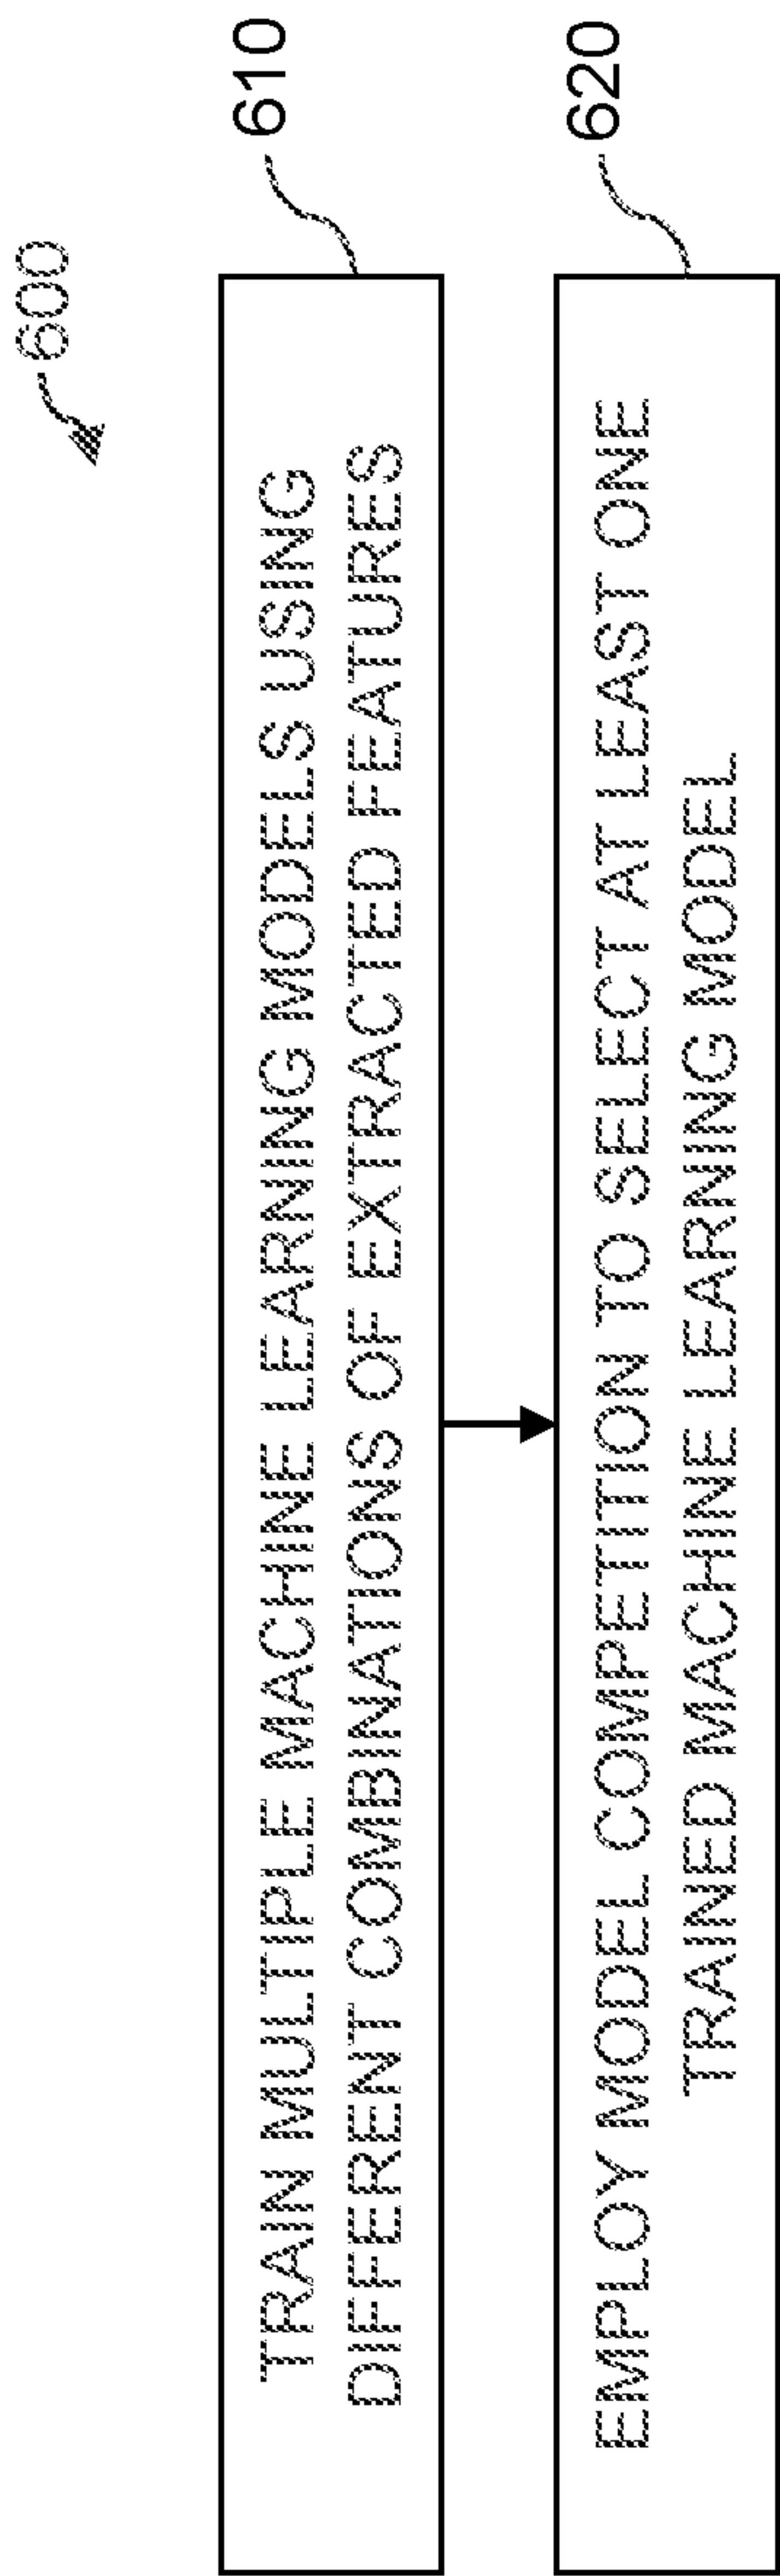 600
610
TRAIN MULTIPLE MACHINE LEARNING MODELS USING
DIFFERENT COMBINATIONS OF EXTRACTED FEATURES
620
EMPLOY MODEL COMPETITION TO SELECT AT LEAST ONE
TRAINED MACHINE LEARNING MODEL